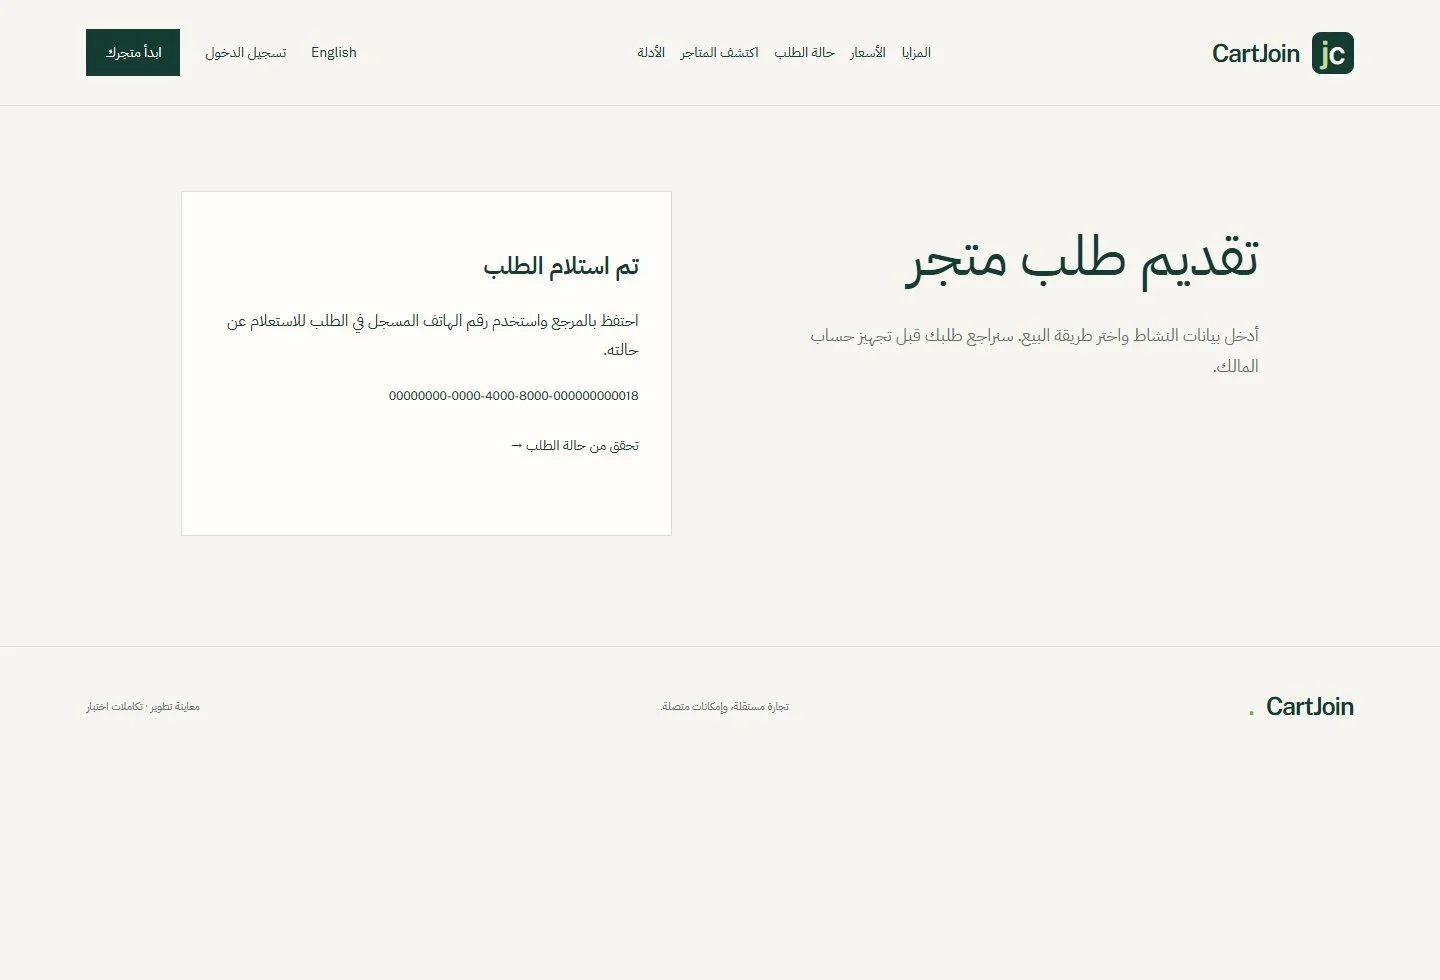 jc
CartJoin
المزايا
الأسعار
حالة الطلب
اكتشف المتاجر
الأدلة
English
تسجيل الدخول
ابدأ متجرك
تقديم طلب متجر
أدخل بيانات النشاط واختر طريقة البيع. سنراجع طلبك قبل تجهيز حساب
المالك.
تم استلام الطلب
احتفظ بالمرجع واستخدم رقم الهاتف المسجل في الطلب للاستعلام عن
حالته.
00000000-0000-4000-8000-000000000018
تحقق من حالة الطلب →
CartJoin .
تجارة مستقلة، وإمكانات متصلة.
معاينة تطوير · تكاملات اختبار